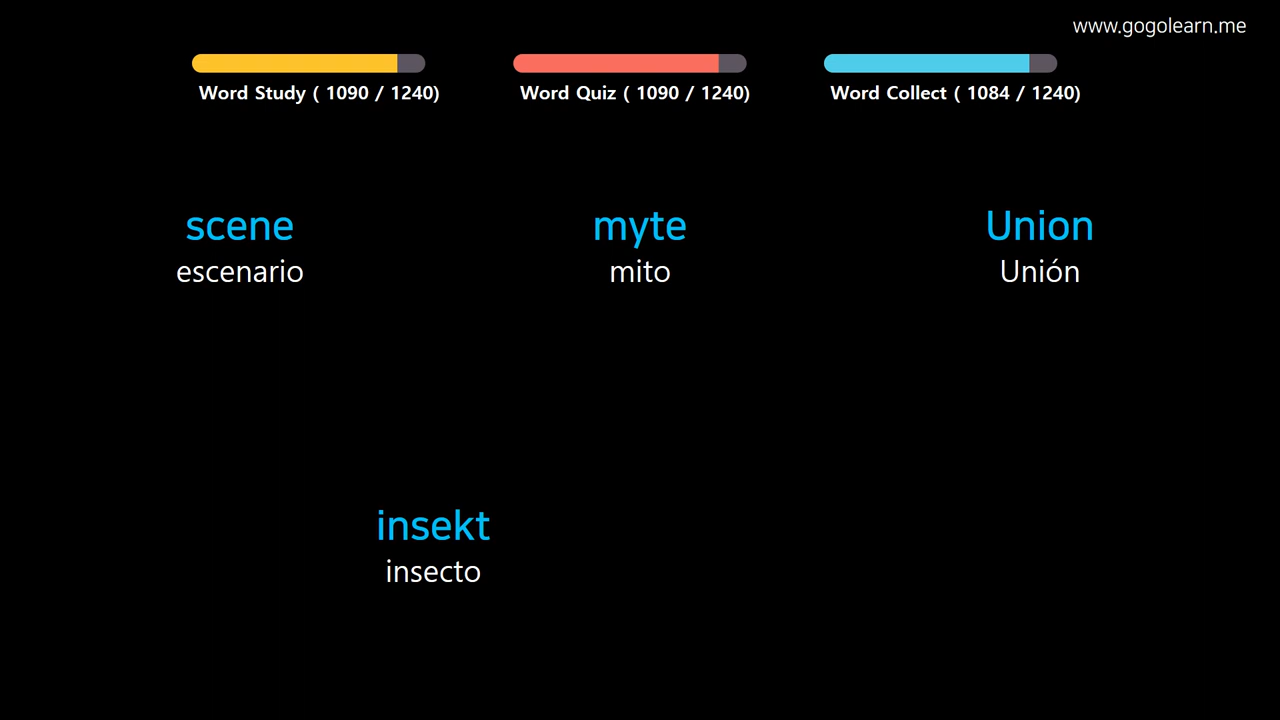 www.gogolearn.me
Word Study ( 1090 / 1240)
Word Quiz ( 1090 / 1240)
Word Collect ( 1084 / 1240)
scene
escenario
myte
mito
Union
Unión
insekt
insecto